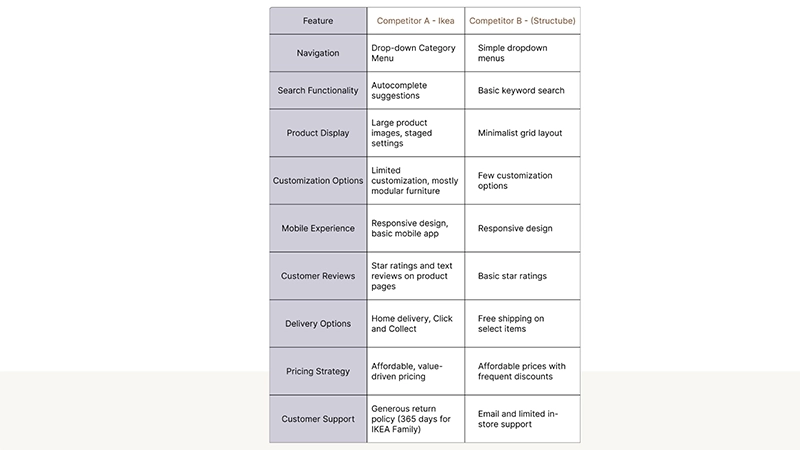 Feature
Competitor A - Ikea
Competitor B - (Structube)
Navigation
Drop-down Category
Menu
Simple dropdown
menus
Search Functionality
Autocomplete
suggestions
Basic keyword search
Product Display
Large product
images, staged
settings
Minimalist grid layout
Customization Options
Limited
customization, mostly
modular furniture
Few customization
options
Mobile Experience
Responsive design,
basic mobile app
Responsive design
Customer Reviews
Star ratings and text
reviews on product
pages
Basic star ratings
Delivery Options
Home delivery, Click
and Collect
Free shipping on
select items
Pricing Strategy
Affordable, value-
driven pricing
Affordable prices with
frequent discounts
Customer Support
Generous return
policy (365 days for
IKEA Family)
Email and limited in-
store support